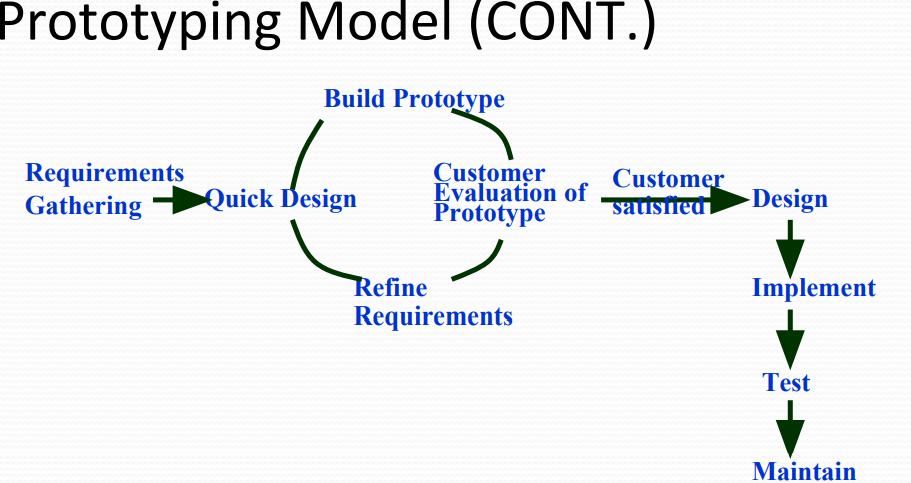 Prototyping Model (CONT.)
Build Prototype
Requirements
Gathering
Quick Design
Customer
Evaluation of
Prototype
Customer
satisfied
Design
Refine
Requirements
Implement
Test
Maintain